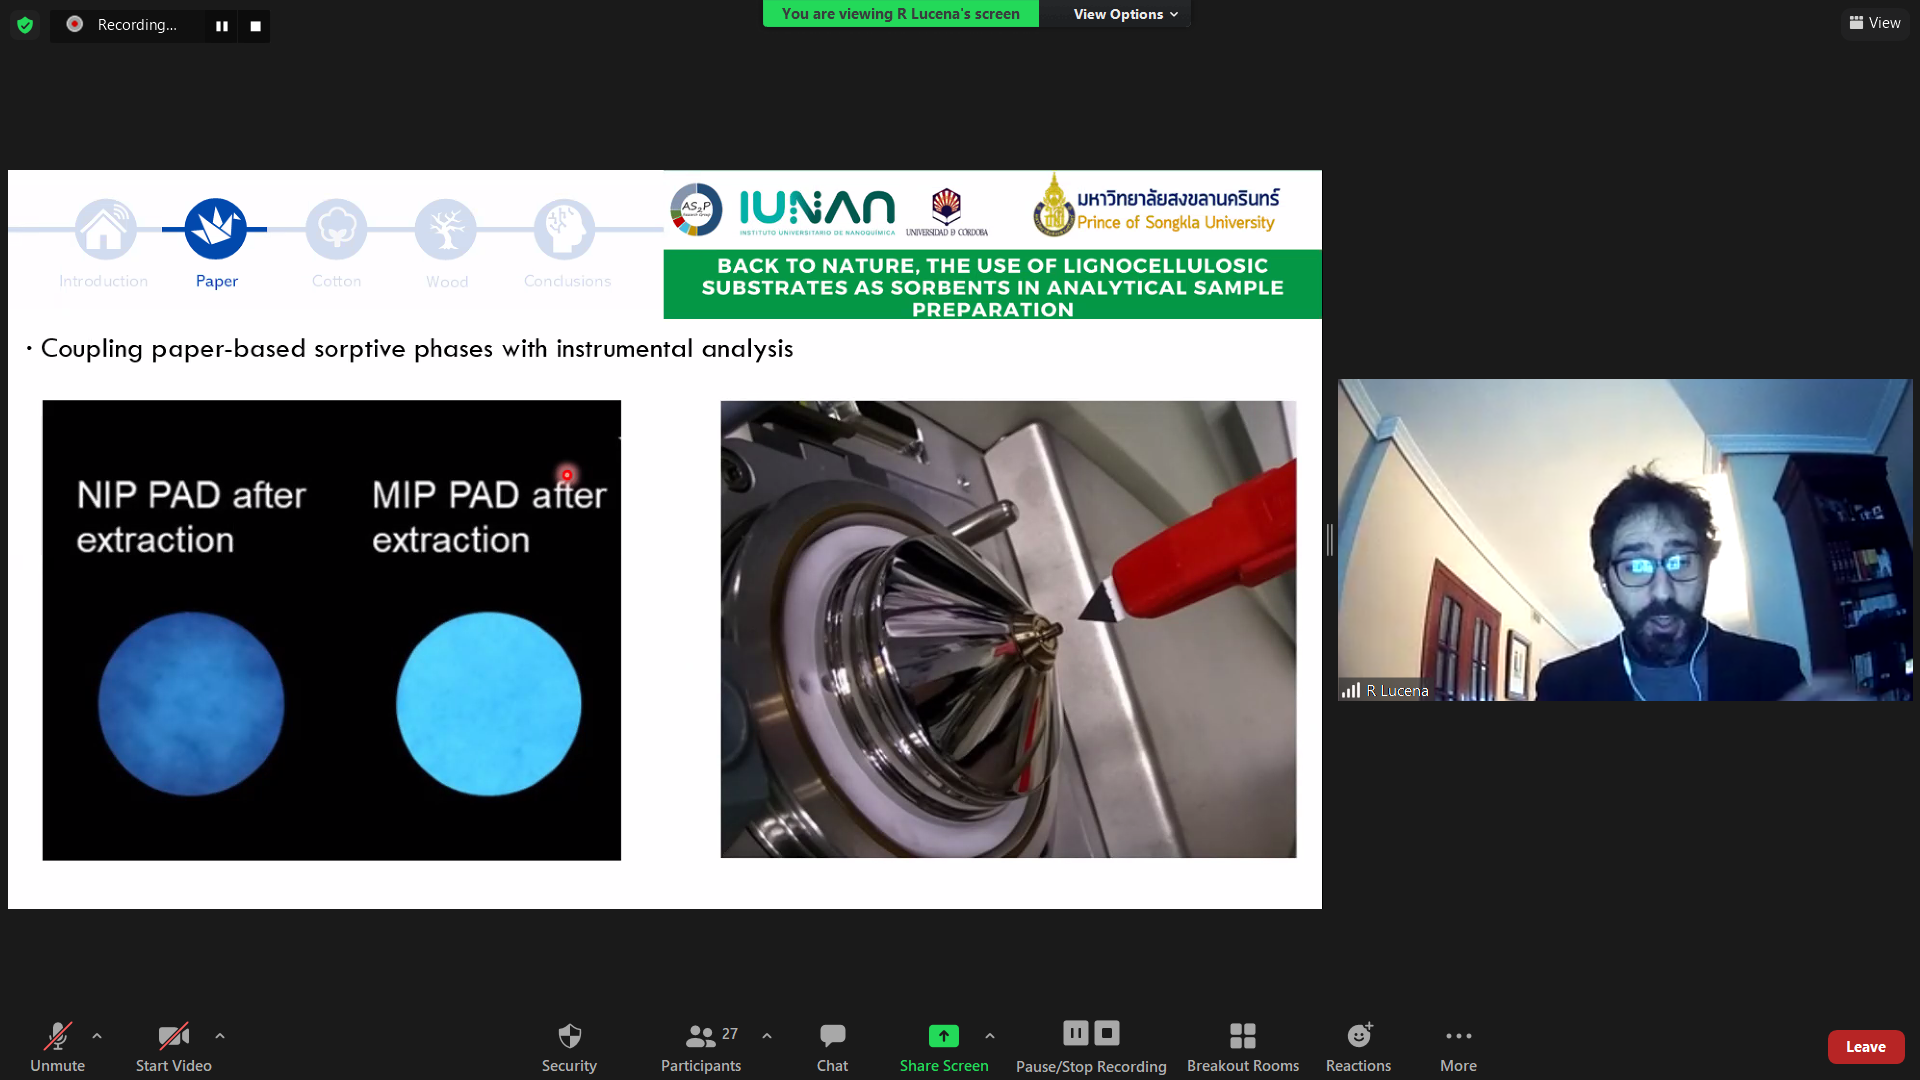 Recording...
You are viewing R Lucena's screen
View Options
View
AS2P
Research Group
IUNAN
INSTITUTO UNIVERSITARIO DE NANOQUÍMICA
UNIVERSIDAD Đ CORDOBA
มหาวิทยาลัยสงขลานครินทร์
Prince of Songkla University
Introduction
Paper
Cotton
Wood
Conclusions
BACK TO NATURE, THE USE OF LIGNOCELLULOSIC
SUBSTRATES AS SORBENTS IN ANALYTICAL SAMPLE
PREPARATION
· Coupling paper-based sorptive phases with instrumental analysis
NIP PAD after
extraction
MIP PAD after
extraction
R Lucena
Unmute
Start Video
Security
27
Participants
Chat
Share Screen
Pause/Stop Recording
Breakout Rooms
Reactions
More
Leave